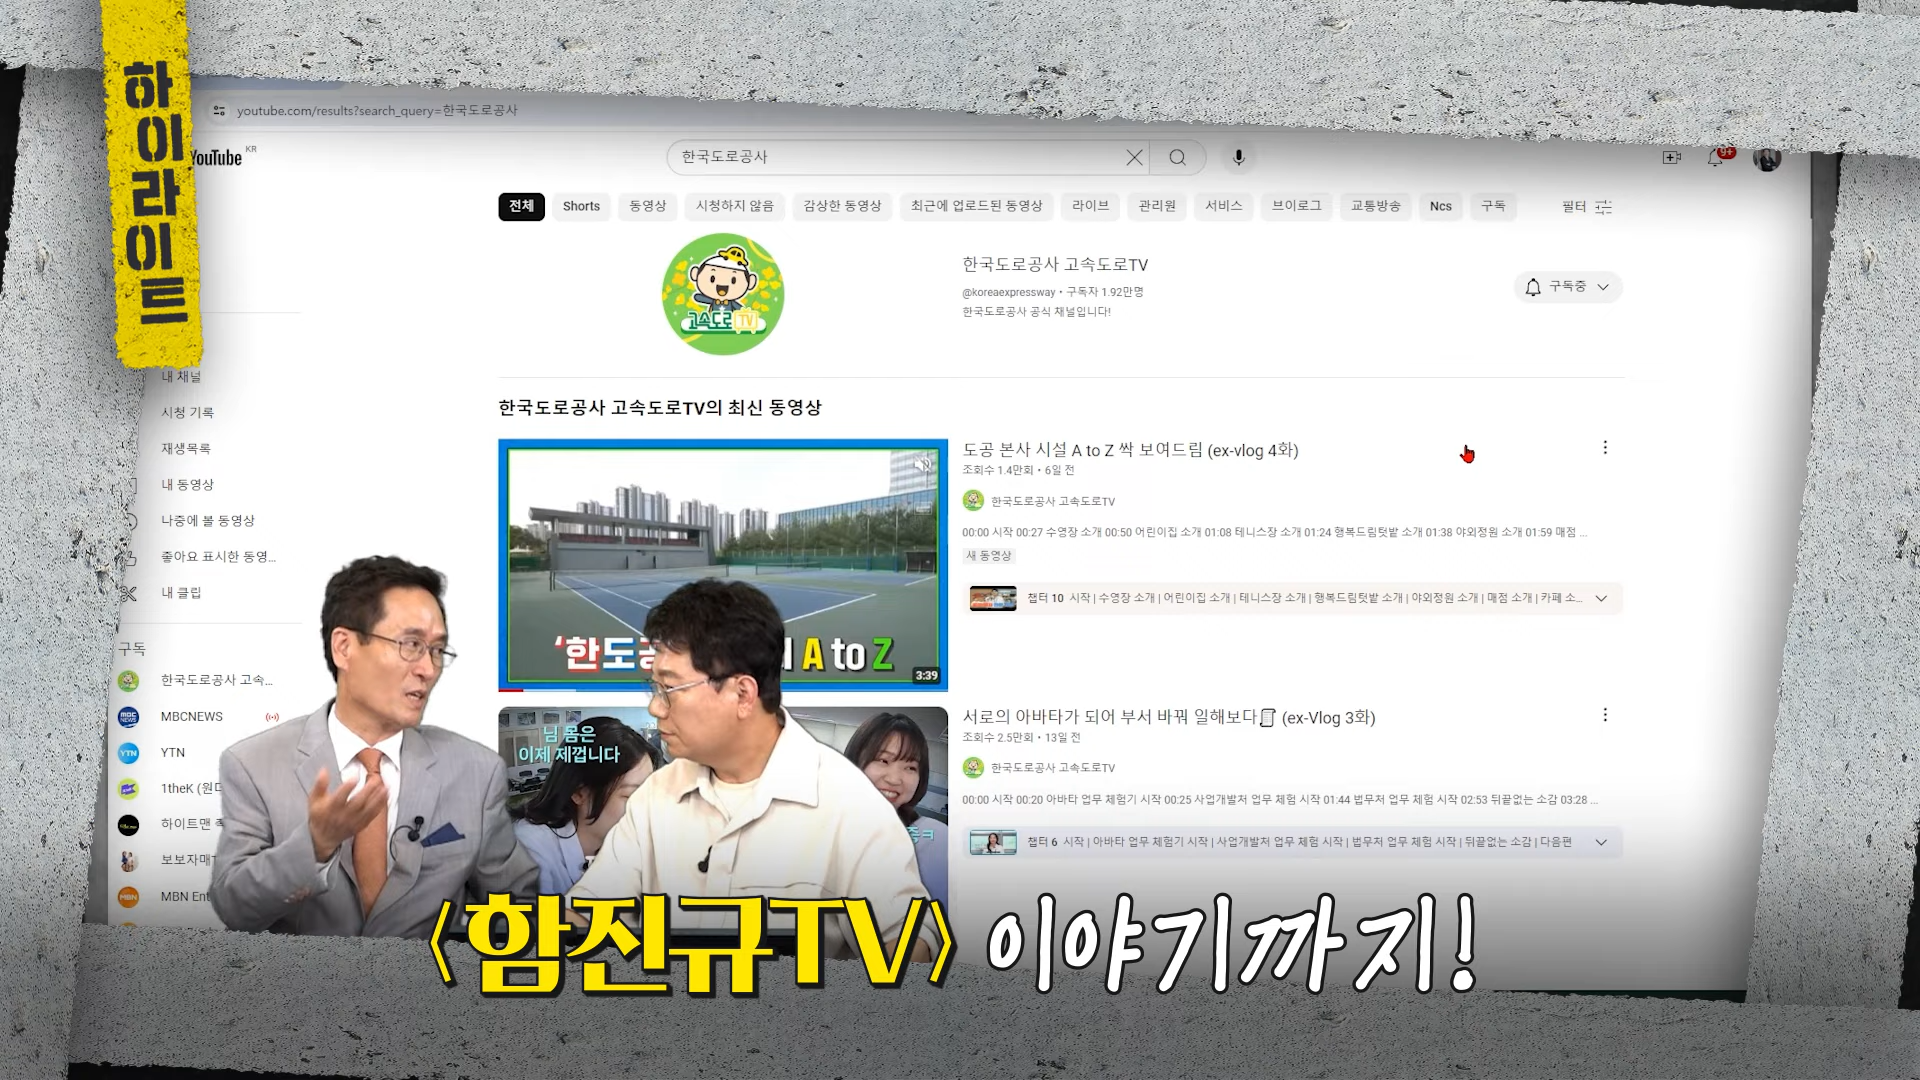 하이라이트
youtube.com/results?search_query=한국도로공사
YouTube KR
한국도로공사
9+
전체 Shorts 동영상 시청하지 않음 감상한 동영상 최근에 업로드된 동영상 라이브 관리원 서비스 브이로그 교통방송 Ncs 구독 필터
고속도로TV
한국도로공사 고속도로TV
@koreaexpressway • 구독자 1.92만명
한국도로공사 공식 채널입니다!
구독중
내 채널
시청 기록
재생목록
내 동영상
나중에 볼 동영상
좋아요 표시한 동영...
내 클립
구독
한국도로공사 고속...
MBCNEWS
YTN
1theK (원더
하이트맨
보보자매
MBN Ent
한국도로공사 고속도로TV의 최신 동영상
'한도공
A to Z
3:39
도공 본사 시설 A to Z 싹 보여드림 (ex-vlog 4화)
조회수 1.4만회 • 6일 전
한국도로공사 고속도로TV
00:00 시작 00:27 수영장 소개 00:50 어린이집 소개 01:08 테니스장 소개 01:24 행복드림텃밭 소개 01:38 야외정원 소개 01:59 매점 ...
새 동영상
챕터 10 시작 | 수영장 소개 | 어린이집 소개 | 테니스장 소개 | 행복드림텃밭 소개 | 야외정원 소개 | 매점 소개 | 카페 소...
님 몸은
이제 제껍니다
서로의 아바타가 되어 부서 바꿔 일해보다 (ex-Vlog 3화)
조회수 2.5만회 • 13일 전
한국도로공사 고속도로TV
00:00 시작 00:20 아바타 업무 체험기 시작 00:25 사업개발처 업무 체험 시작 01:44 법무처 업무 체험 시작 02:53 뒤끝없는 소감 03:28 ...
챕터 6 시작 | 아바타 업무 체험기 시작 | 사업개발처 업무 체험 시작 | 법무처 업무 체험 시작 | 뒤끝없는 소감 | 다음편
<함진규TV> 이야기까지!